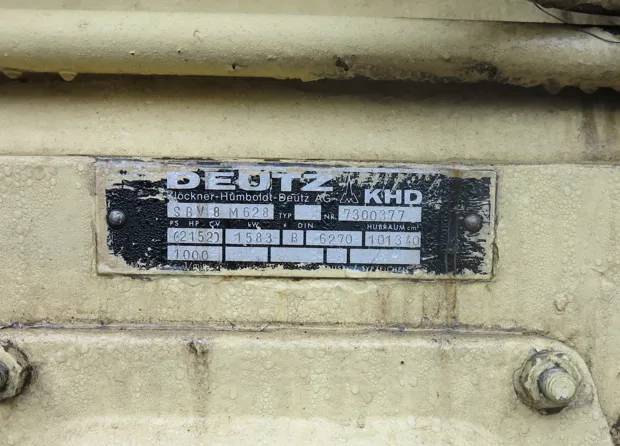 DEUTZ
Klöckner-Humboldt-Deutz AG KHD
SBV 8 M628 TYP NR. 7300377
PS HP CV kW n DIN HUBRAUM cm³
(2152) 1583 B 6270 101340
1000